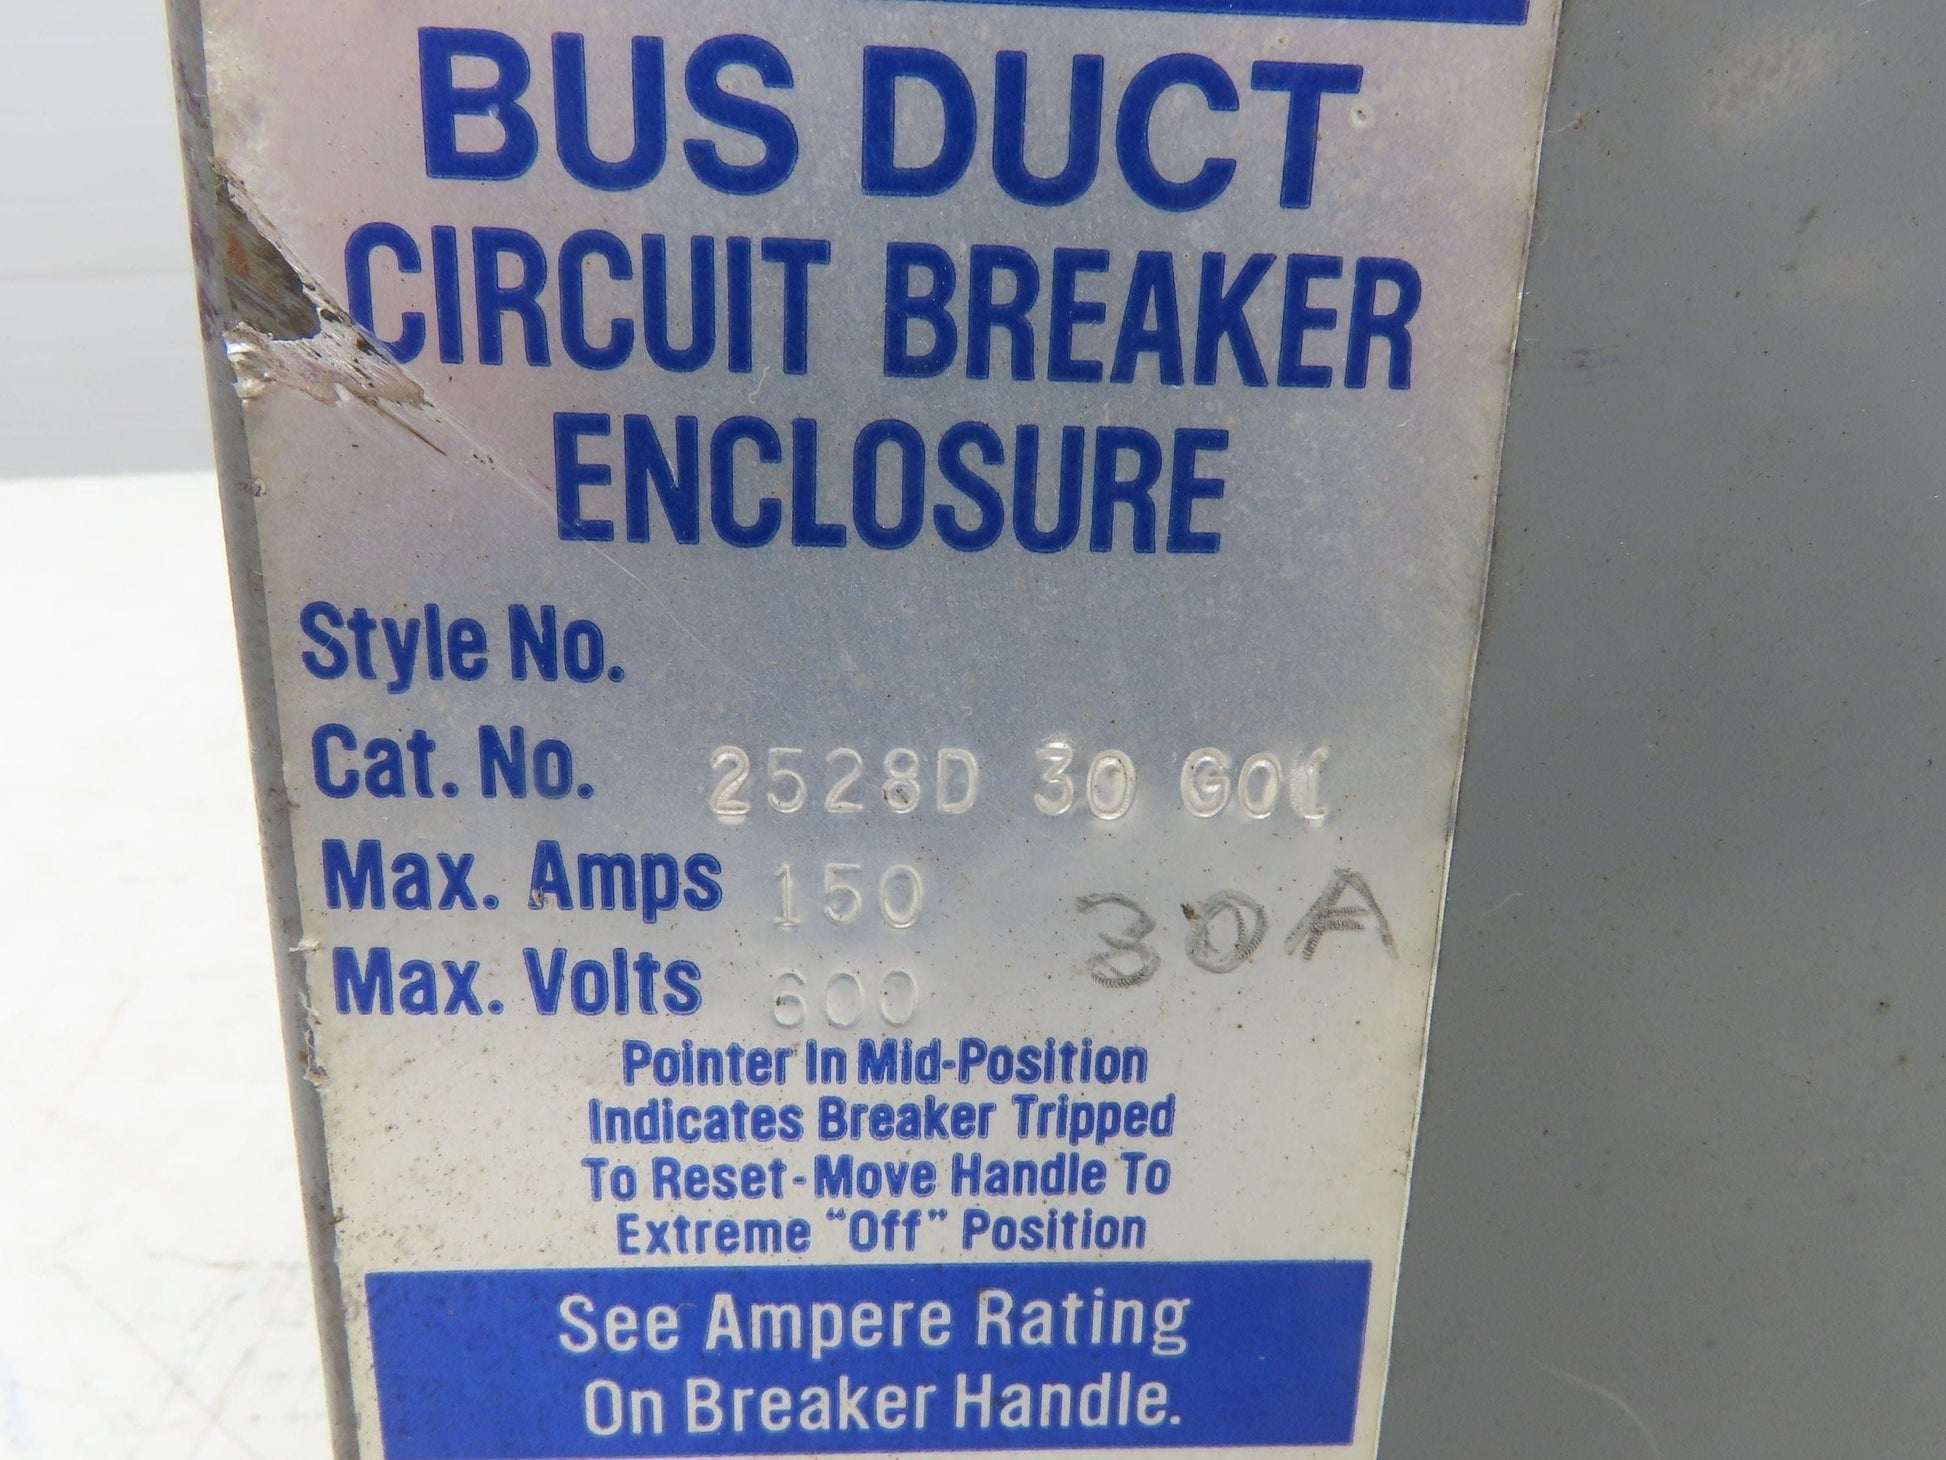 BUS DUCT
CIRCUIT BREAKER
ENCLOSURE
Style No.
Cat. No. 2528D 30 G01
Max. Amps 150 30A
Max. Volts 600
Pointer In Mid-Position
Indicates Breaker Tripped
To Reset-Move Handle To
Extreme "Off" Position
See Ampere Rating
On Breaker Handle.